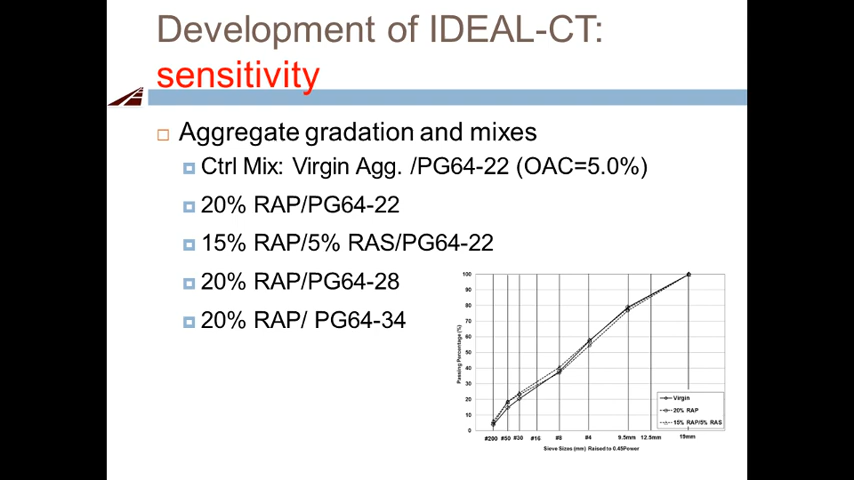 Development of IDEAL-CT:
sensitivity
Aggregate gradation and mixes
Ctrl Mix: Virgin Agg. /PG64-22 (OAC=5.0%)
20% RAP/PG64-22
15% RAP/5% RAS/PG64-22
20% RAP/PG64-28
20% RAP/ PG64-34
Passing Percentage (%)
100
90
80
70
60
50
40
30
20
10
0
Virgin
20% RAP
15% RAP/5% RAS
#200 #50 #30 #16 #8 #4 9.5mm 12.5mm 19mm
Sieve Sizes (mm) Raised to 0.45Power